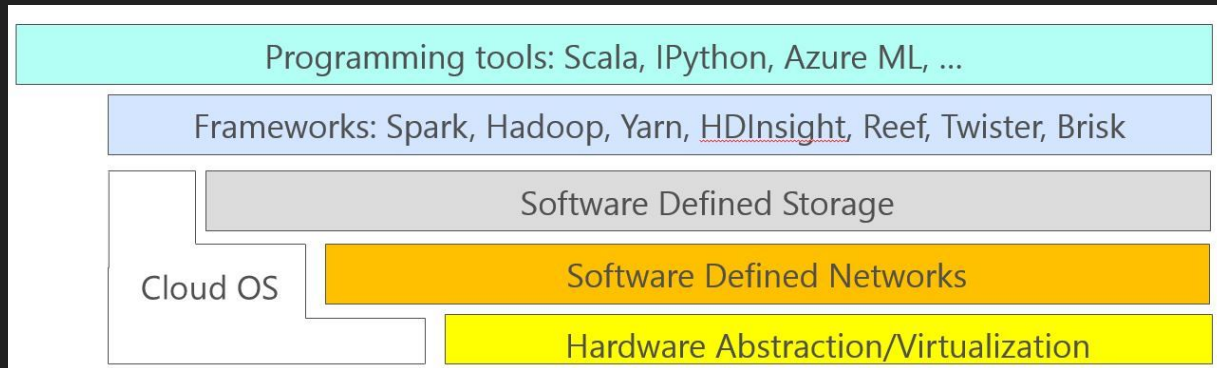 Programming tools: Scala, IPython, Azure ML, ...
Frameworks: Spark, Hadoop, Yarn, HDInsight, Reef, Twister, Brisk
Software Defined Storage
Cloud OS
Software Defined Networks
Hardware Abstraction/Virtualization